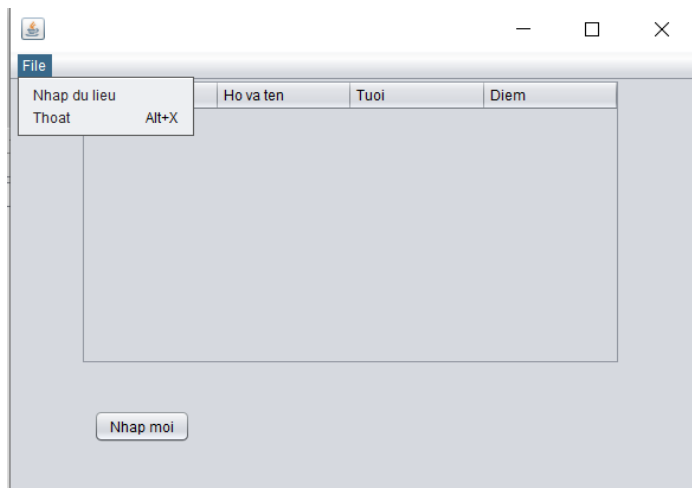 File
Nhap du lieu
Thoat Alt+X
Ho va ten Tuoi Diem
Nhap moi